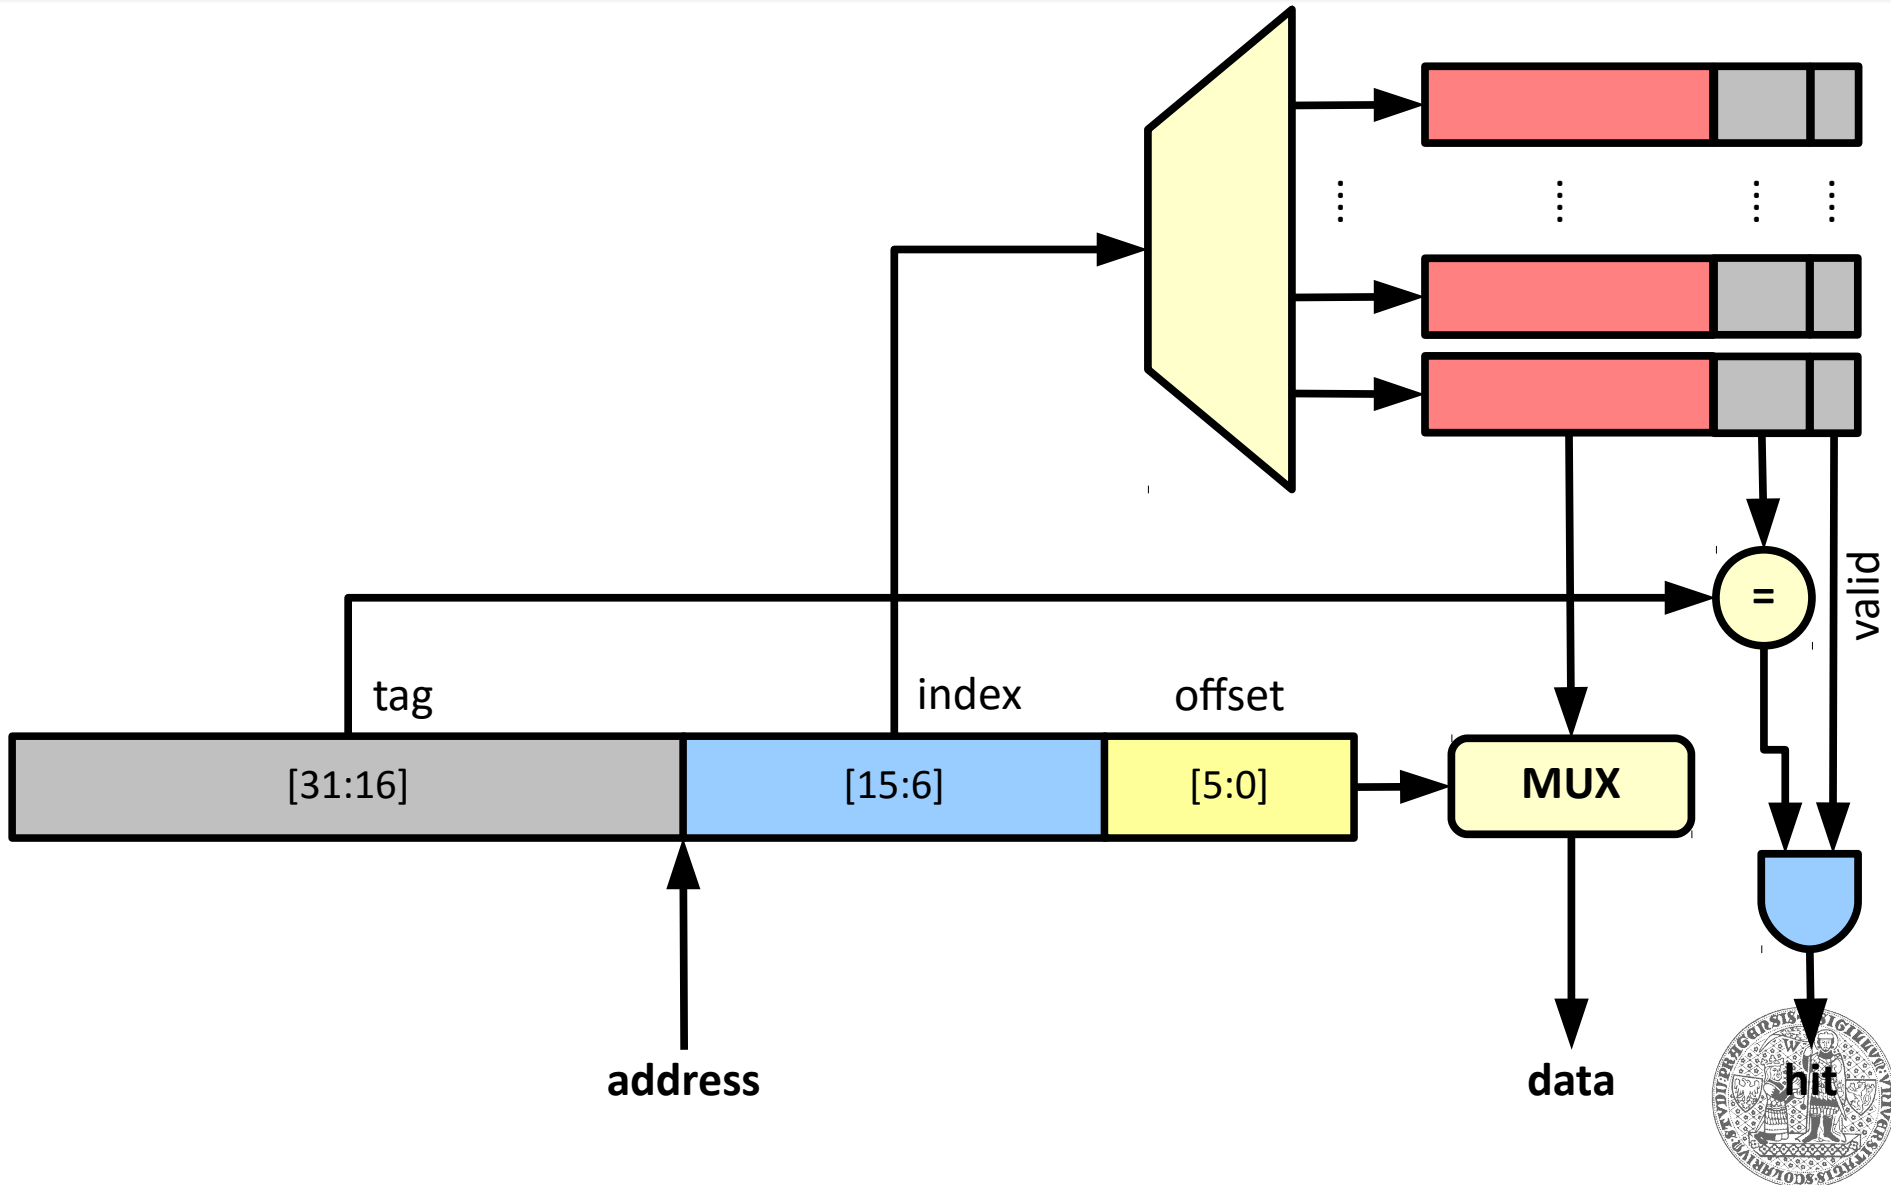 valid
=
tag
index
offset
[31:16]
[15:6]
[5:0]
MUX
address
data
hit